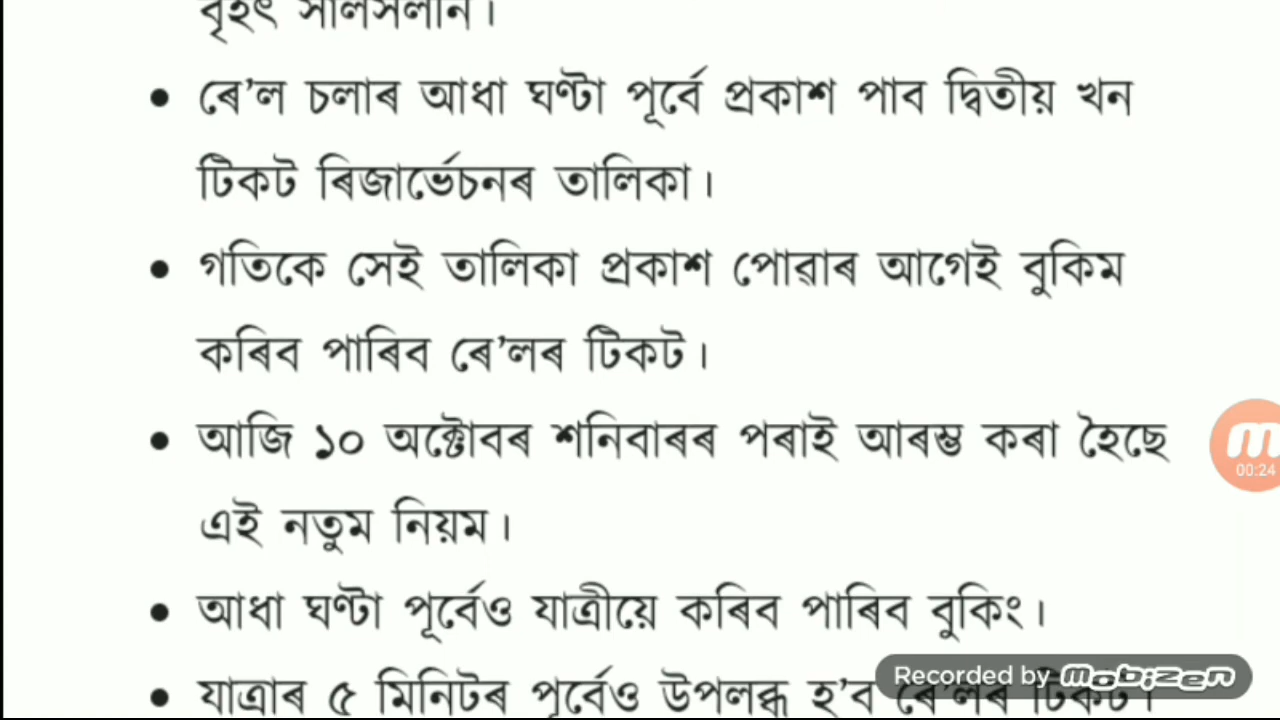 বৃহৎ সালসলনি।
• ৰে'ল চলাৰ আধা ঘণ্টা পূৰ্বে প্ৰকাশ পাব দ্বিতীয় খন
টিকট ৰিজাৰ্ভেচনৰ তালিকা।
• গতিকে সেই তালিকা প্ৰকাশ পোৱাৰ আগেই বুকিম
কৰিব পাৰিব ৰে'লৰ টিকট।
• আজি ১০ অক্টোবৰ শনিবাৰৰ পৰাই আৰম্ভ কৰা হৈছে
এই নতুম নিয়ম।
00:24
• আধা ঘণ্টা পূৰ্বেও যাত্ৰীয়ে কৰিব পাৰিব বুকিং।
• যাত্ৰাৰ ৫ মিনিটৰ পূৰ্বেও উপলব্ধ হ'ব ৰে'লৰ টিকট।
Recorded by mobizen